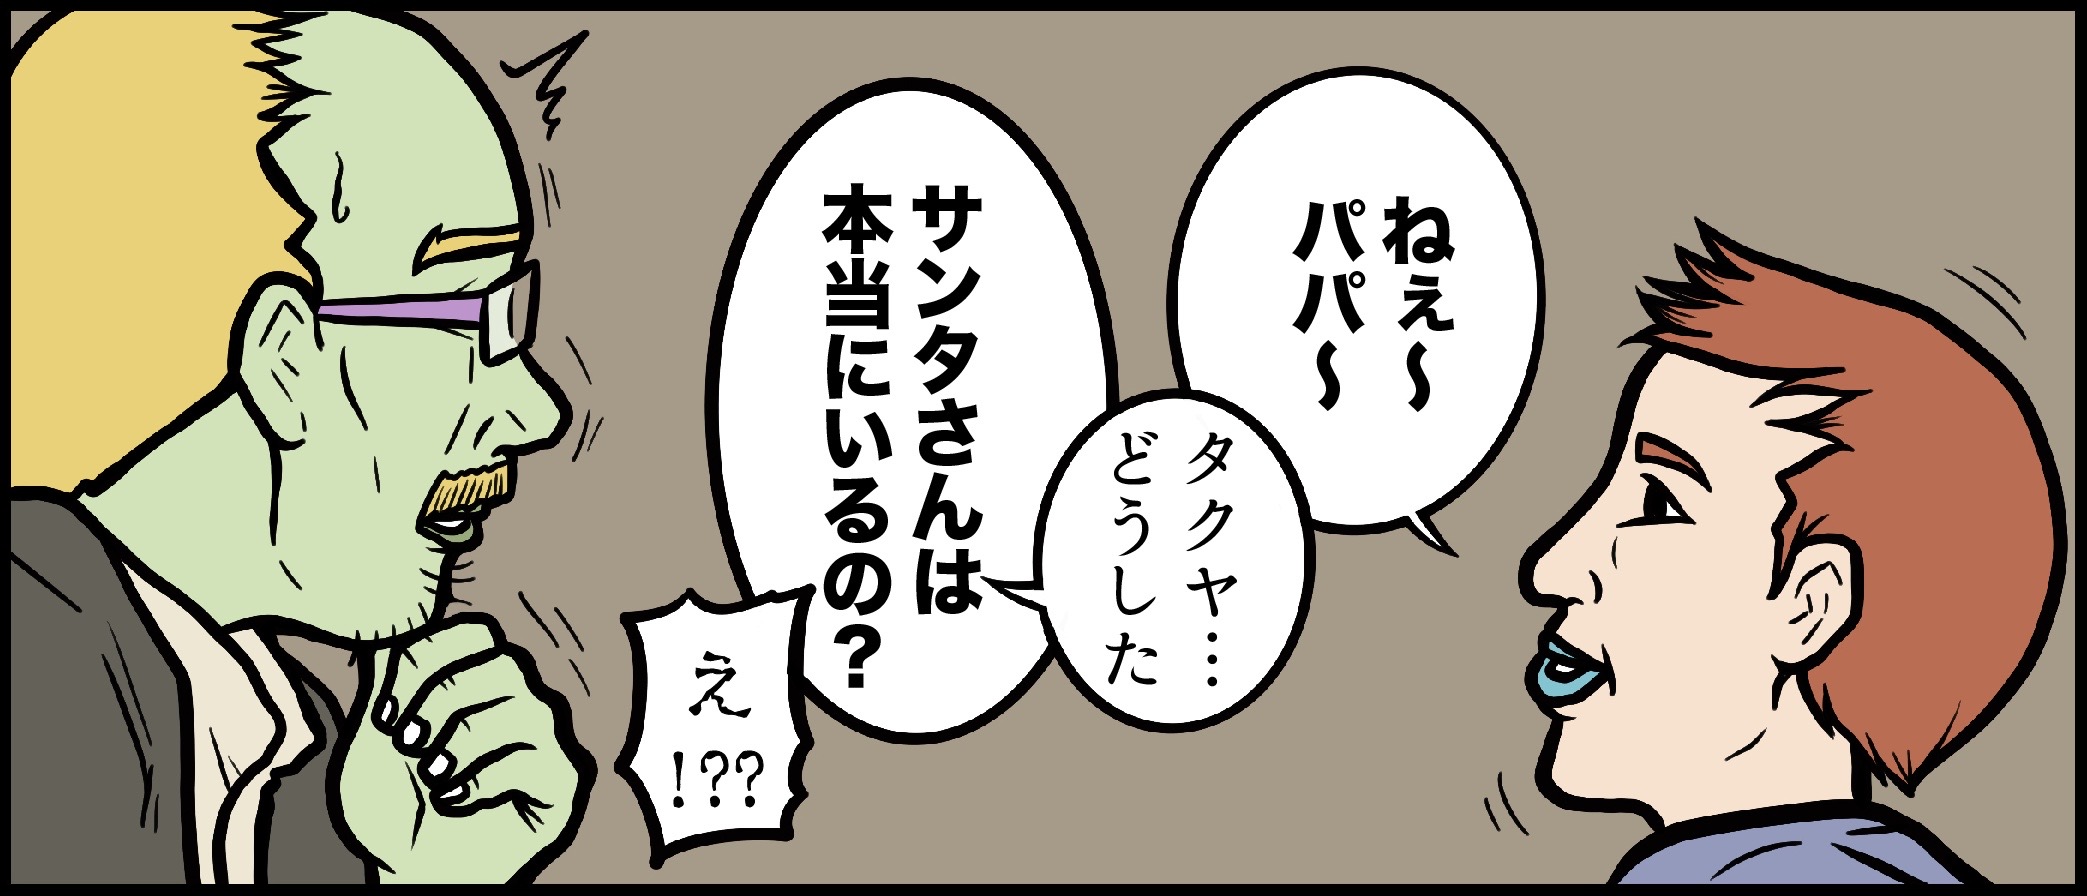 ねぇ〜
パパ〜
タクヤ…
どうした
サンタさんは
本当にいるの？
え
!??